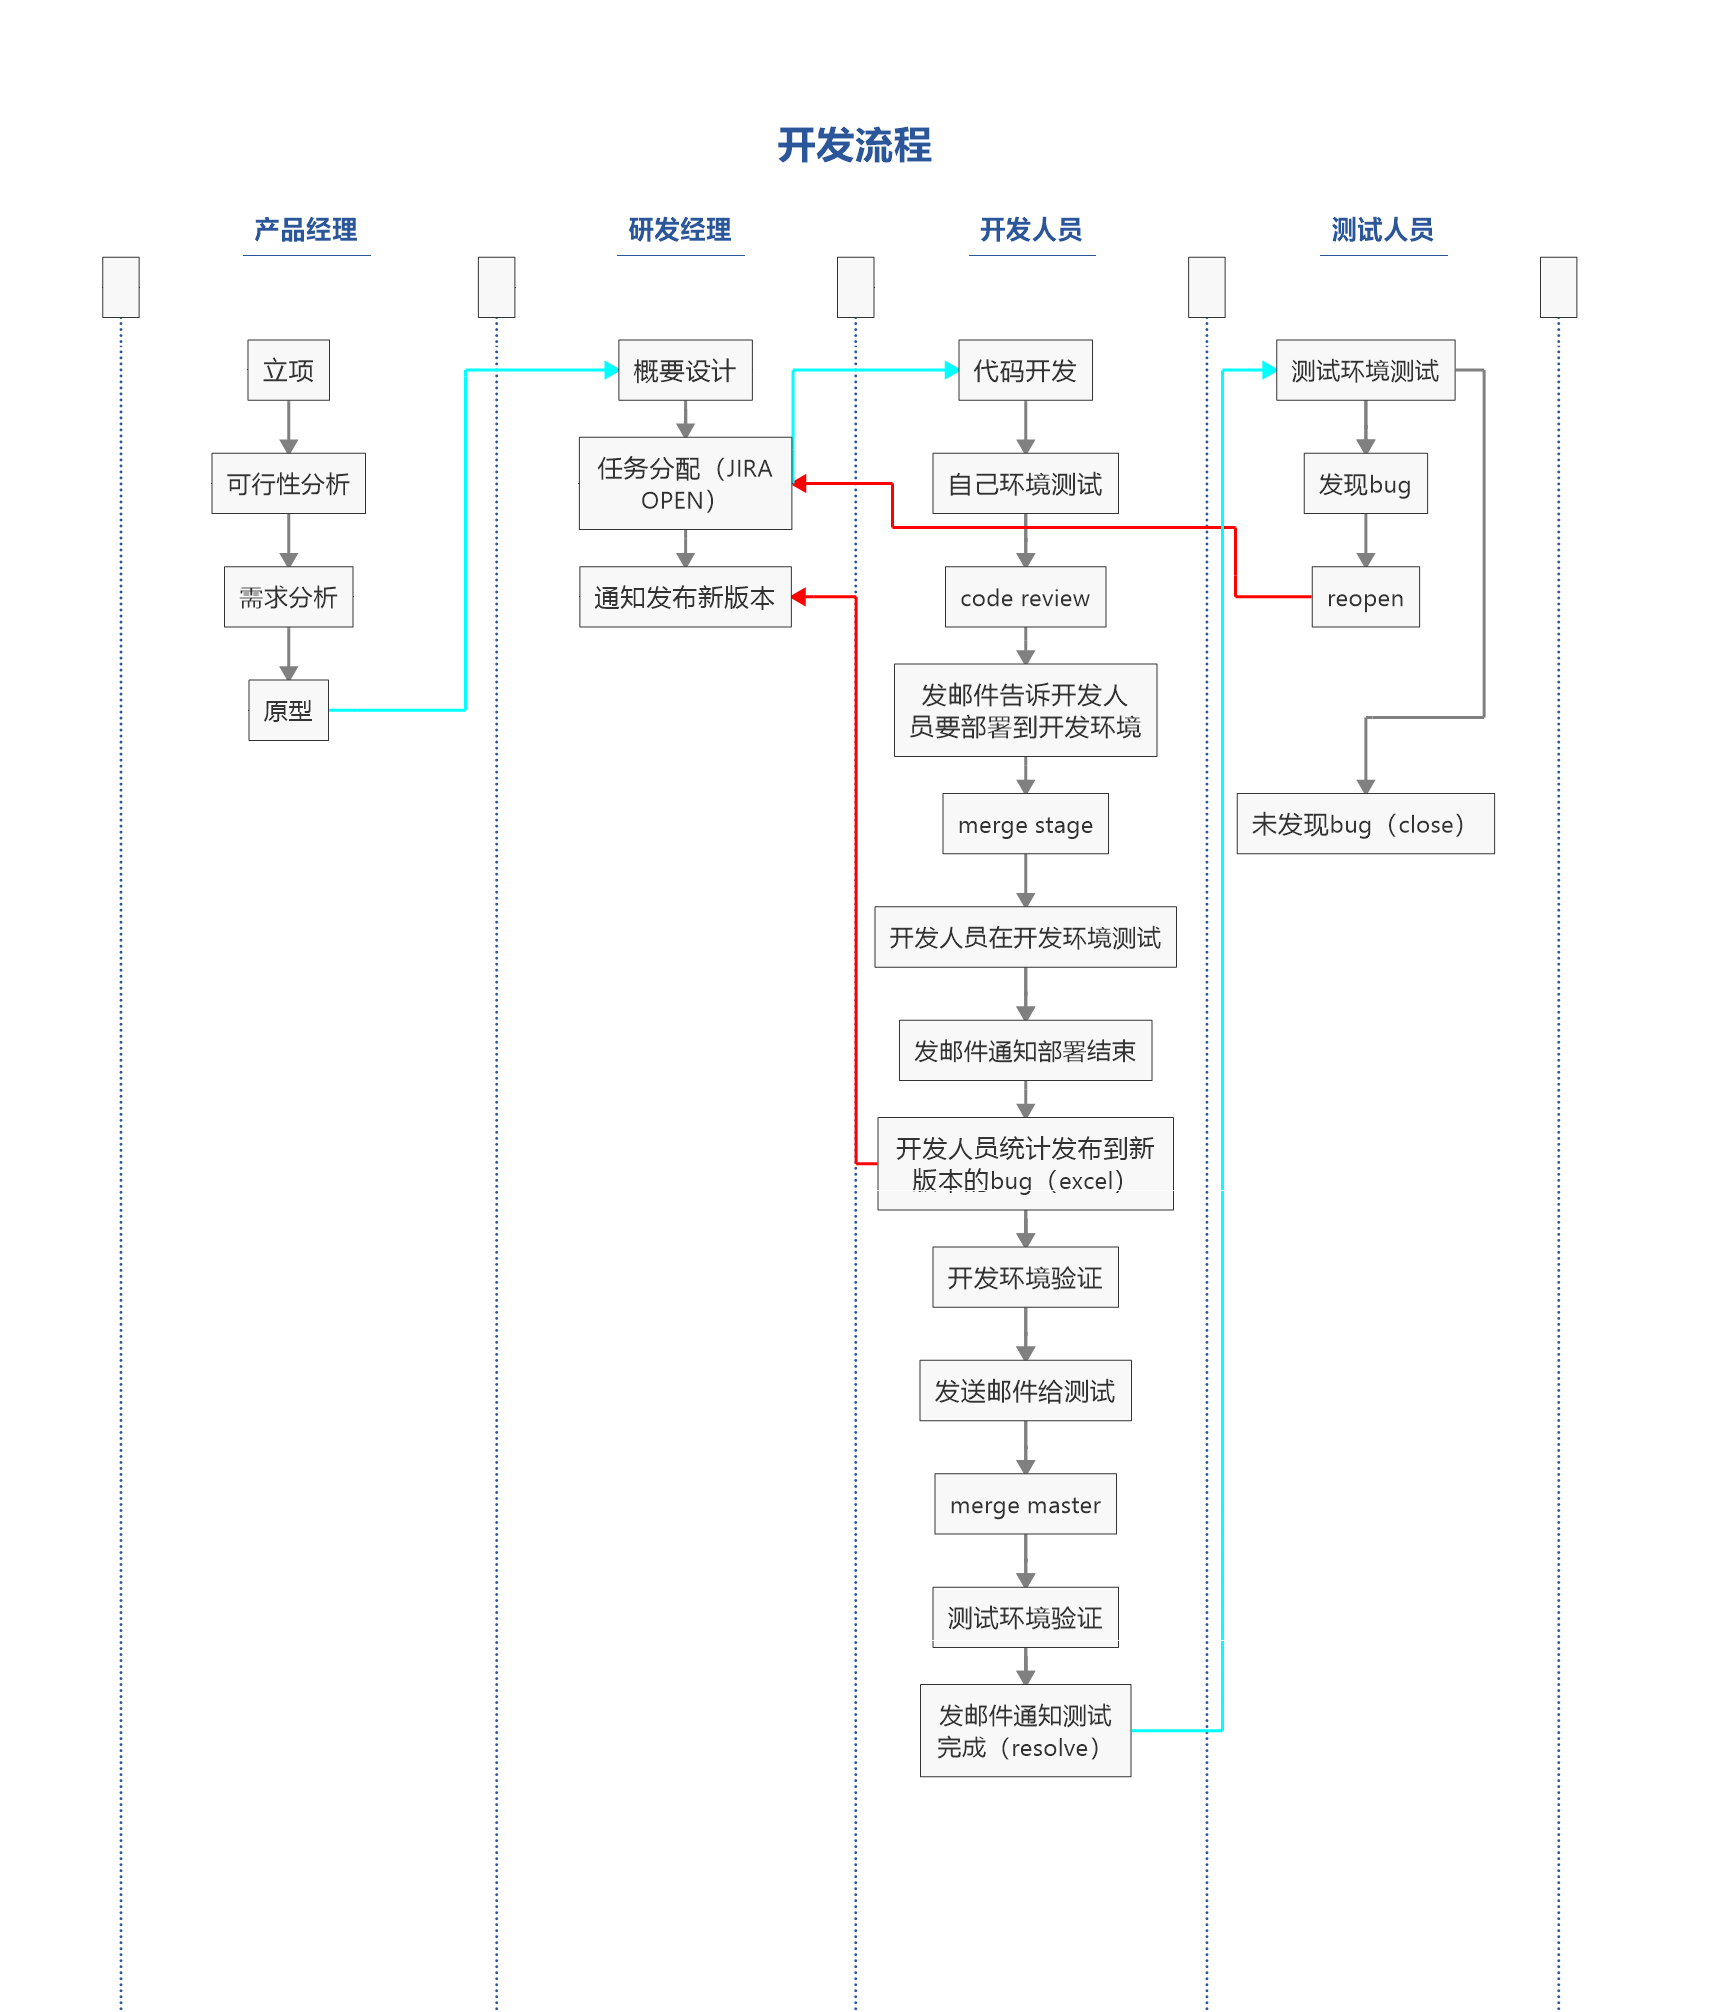 开发流程
产品经理
研发经理
开发人员
测试人员
立项
可行性分析
需求分析
原型
概要设计
任务分配（JIRA
OPEN）
通知发布新版本
代码开发
自己环境测试
code review
发邮件告诉开发人
员要部署到开发环境
merge stage
开发人员在开发环境测试
发邮件通知部署结束
开发人员统计发布到新
版本的bug（excel）
开发环境验证
发送邮件给测试
merge master
测试环境验证
发邮件通知测试
完成（resolve）
测试环境测试
发现bug
reopen
未发现bug（close）